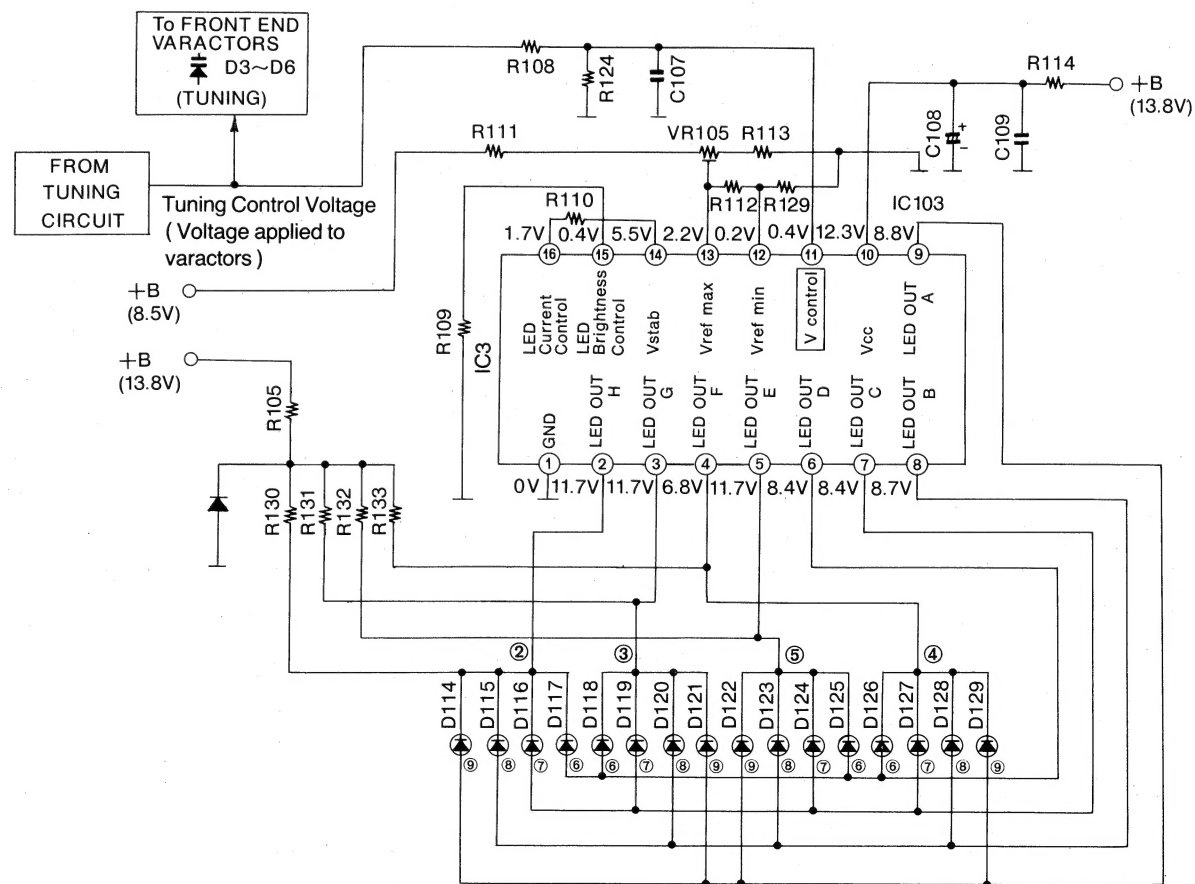 To FRONT END
VARACTORS
D3~D6
(TUNING)
FROM
TUNING
CIRCUIT
Tuning Control Voltage
( Voltage applied to
varactors )
R108
R124
C107
R114
+B
(13.8V)
C108
+
−
C109
R111
VR105
R113
R112
R129
IC103
R110
1.7V
0.4V
5.5V
2.2V
0.2V
0.4V
12.3V
8.8V
16
15
14
13
12
11
10
9
+B
(8.5V)
+B
(13.8V)
R109
IC3
LED
Current
Control
LED
Brightness
Control
Vstab
Vref max
Vref min
V control
Vcc
LED OUT
A
GND
LED OUT
H
LED OUT
G
LED OUT
F
LED OUT
E
LED OUT
D
LED OUT
C
LED OUT
B
1
2
3
4
5
6
7
8
0V
11.7V
11.7V
6.8V
11.7V
8.4V
8.4V
8.7V
R105
R130
R131
R132
R133
②
③
⑤
④
D114
D115
D116
D117
D118
D119
D120
D121
D122
D123
D124
D125
D126
D127
D128
D129
⑨
⑧
⑦
⑥
⑥
⑦
⑧
⑨
⑨
⑧
⑦
⑥
⑥
⑦
⑧
⑨